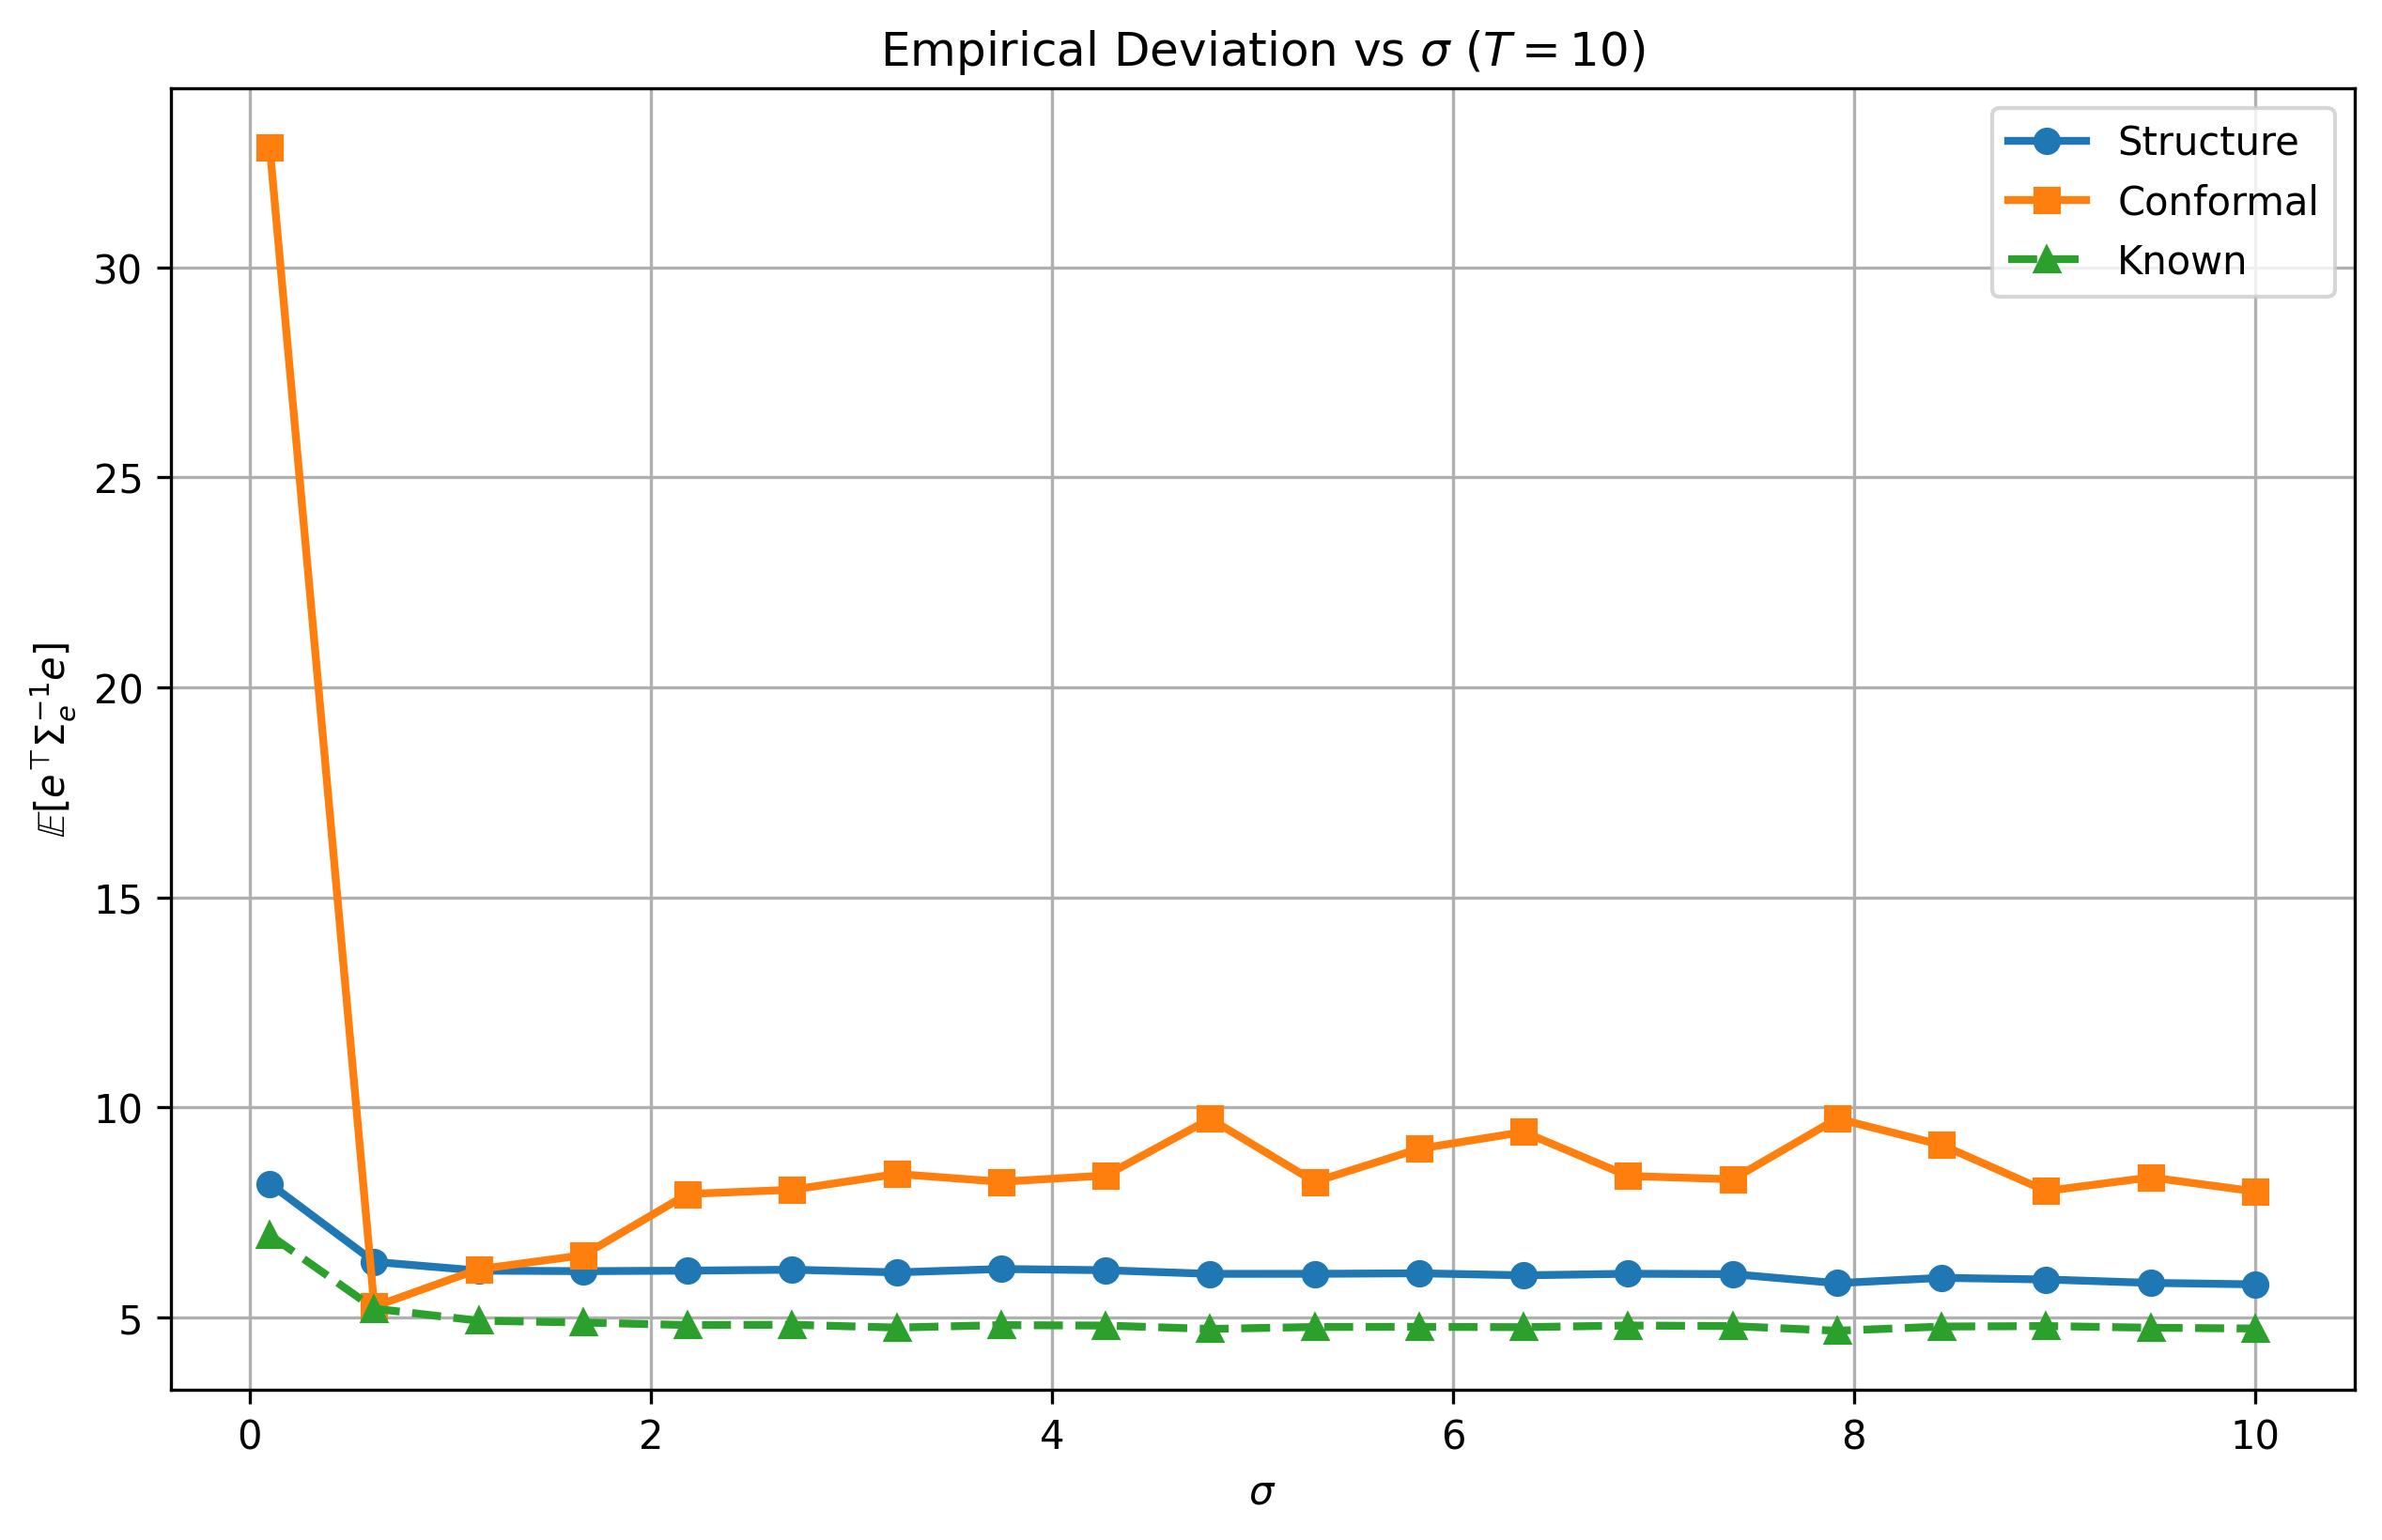 Empirical Deviation vs σ (T = 10)
𝔼[e⊤Σₑ⁻¹e]
30
25
20
15
10
5
0 2 4 6 8 10
σ
Structure
Conformal
Known